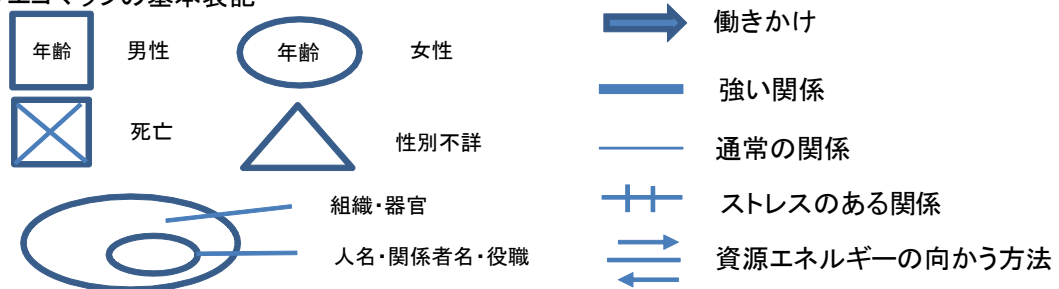 エコマップの基本表記
年齢 男性 年齢 女性
死亡 性別不詳
組織・器官
人名・関係者名・役職
働きかけ
強い関係
通常の関係
ストレスのある関係
資源エネルギーの向かう方法